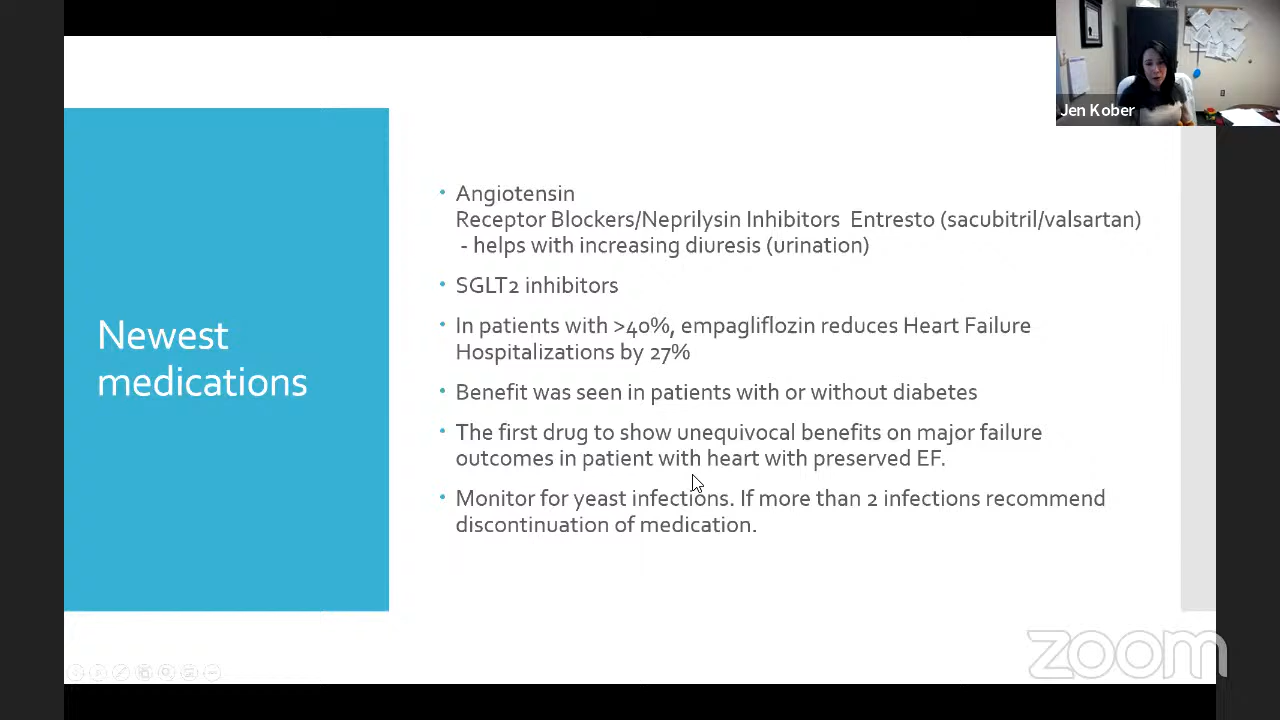 Jen Kober
Newest
medications
• Angiotensin
Receptor Blockers/Neprilysin Inhibitors Entresto (sacubitril/valsartan)
- helps with increasing diuresis (urination)
• SGLT2 inhibitors
• In patients with >40%, empagliflozin reduces Heart Failure
Hospitalizations by 27%
• Benefit was seen in patients with or without diabetes
• The first drug to show unequivocal benefits on major failure
outcomes in patient with heart with preserved EF.
• Monitor for yeast infections. If more than 2 infections recommend
discontinuation of medication.
zoom